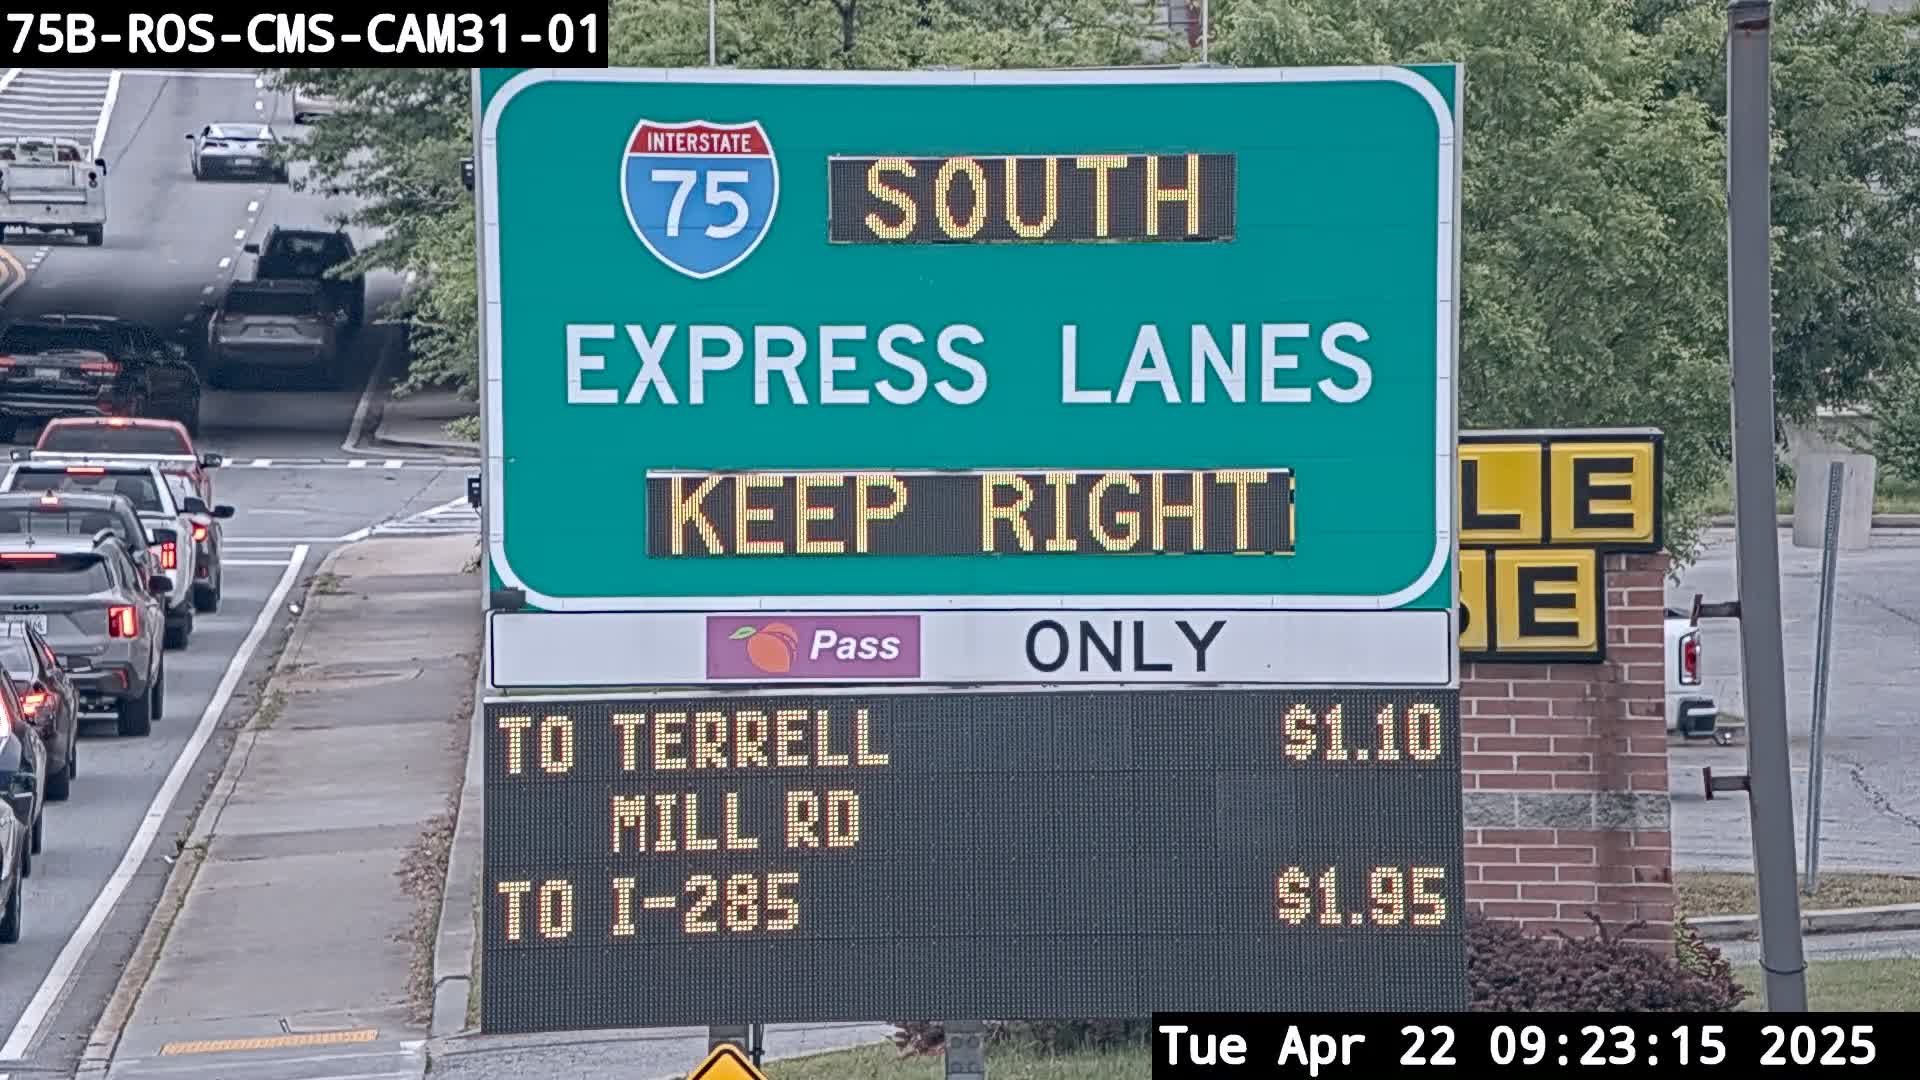 75B-ROS-CMS-CAM31-01
INTERSTATE
75
SOUTH
EXPRESS LANES
KEEP RIGHT
Pass ONLY
TO TERRELL $1.10
MILL RD
TO I-285 $1.95
LE
E
Tue Apr 22 09:23:15 2025